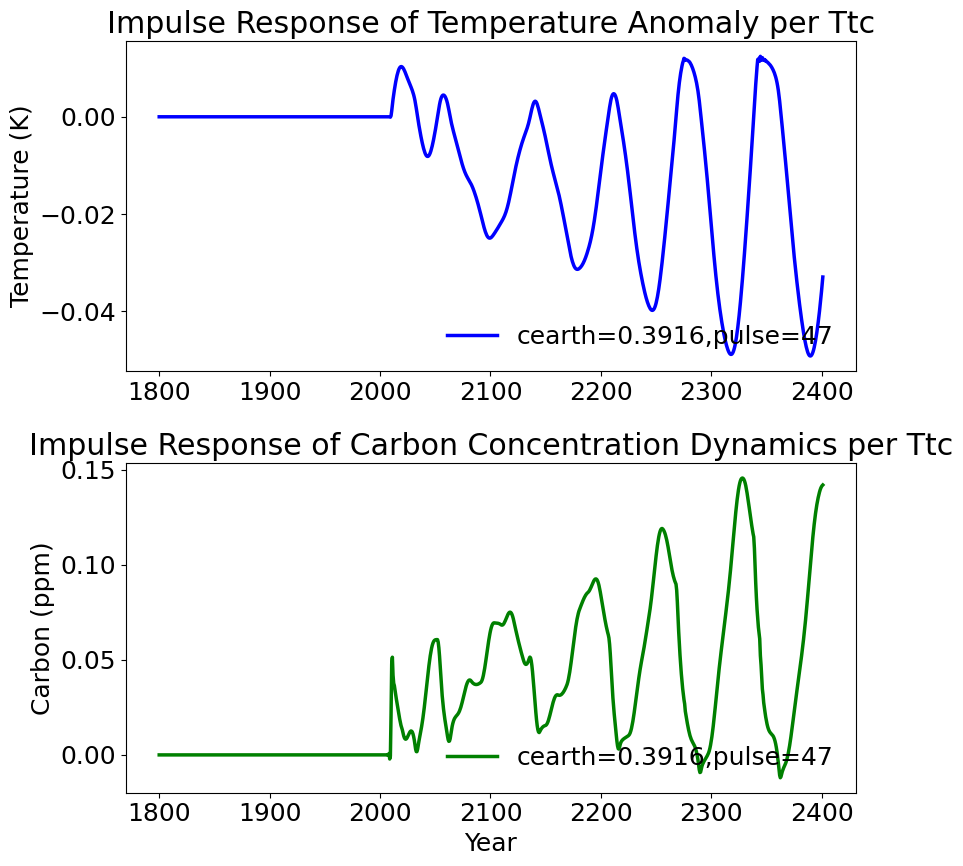 Impulse Response of Temperature Anomaly per Ttc
Temperature (K)
0.00
−0.02
−0.04
cearth=0.3916,pulse=47
1800 1900 2000 2100 2200 2300 2400
Impulse Response of Carbon Concentration Dynamics per Ttc
Carbon (ppm)
0.15
0.10
0.05
0.00
cearth=0.3916,pulse=47
1800 1900 2000 2100 2200 2300 2400
Year